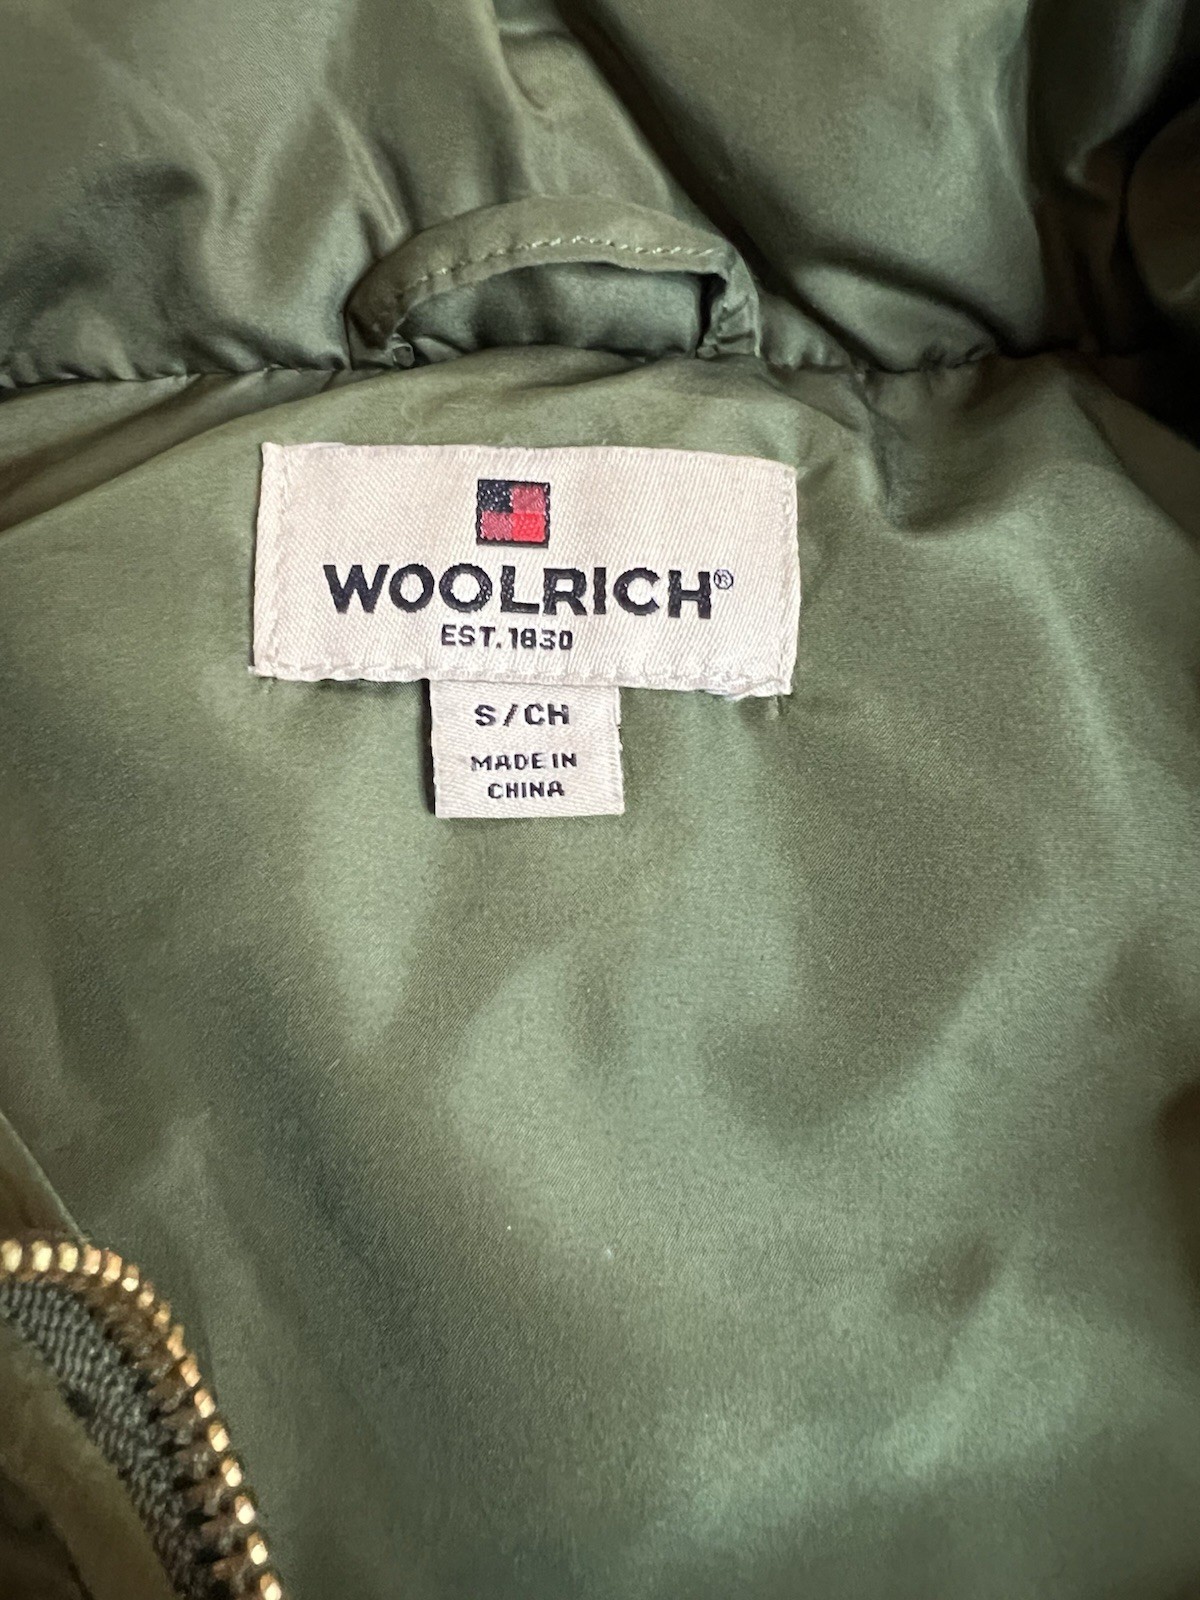 WOOLRICH®
EST. 1830
S/CH
MADE IN
CHINA